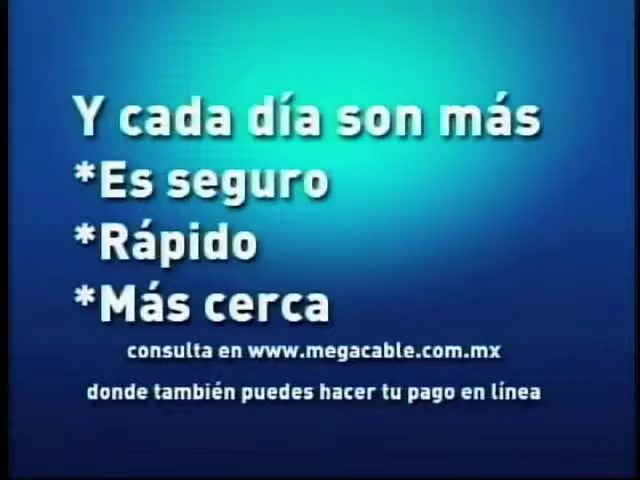 Y cada día son más
*Es seguro
*Rápido
*Más cerca
consulta en www.megacable.com.mx
donde también puedes hacer tu pago en línea